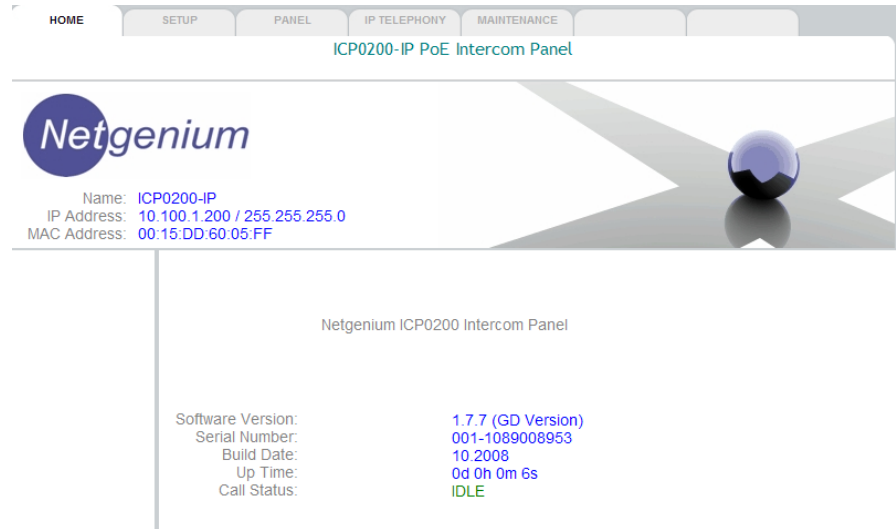 HOME SETUP PANEL IP TELEPHONY MAINTENANCE
ICP0200-IP PoE Intercom Panel
Netgenium
Name: ICP0200-IP
IP Address: 10.100.1.200 / 255.255.255.0
MAC Address: 00:15:DD:60:05:FF
Netgenium ICP0200 Intercom Panel
Software Version: 1.7.7 (GD Version)
Serial Number: 001-1089008953
Build Date: 10.2008
Up Time: 0d 0h 0m 6s
Call Status: IDLE